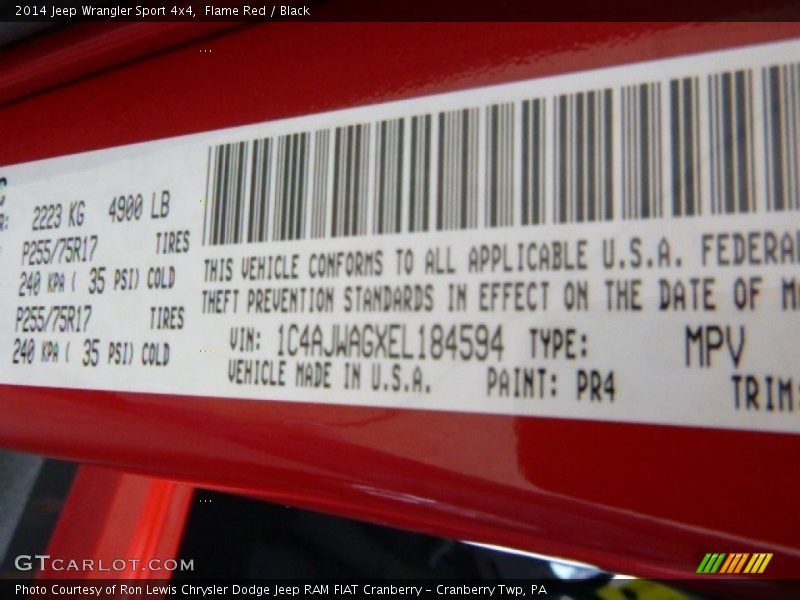 2014 Jeep Wrangler Sport 4x4, Flame Red / Black
2223 KG 4900 LB
P255/75R17 TIRES
240 KPA ( 35 PSI) COLD
P255/75R17 TIRES
240 KPA ( 35 PSI) COLD
THIS VEHICLE CONFORMS TO ALL APPLICABLE U.S.A. FEDERAL
THEFT PREVENTION STANDARDS IN EFFECT ON THE DATE OF M
VIN: 1C4AJWAGXEL184594 TYPE: MPV
VEHICLE MADE IN U.S.A. PAINT: PR4 TRIM:
GTCARLOT.COM
Photo Courtesy of Ron Lewis Chrysler Dodge Jeep RAM FIAT Cranberry – Cranberry Twp, PA